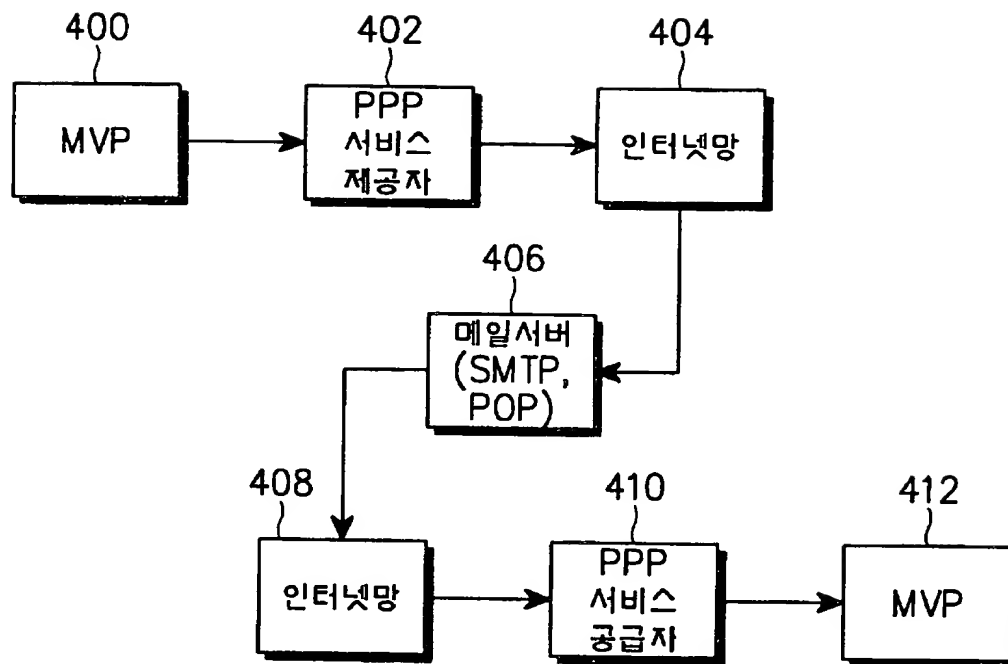 400
402
404
MVP
PPP
서비스
제공자
인터넷망
406
메일서버
(SMTP,
POP)
408
410
412
인터넷망
PPP
서비스
공급자
MVP